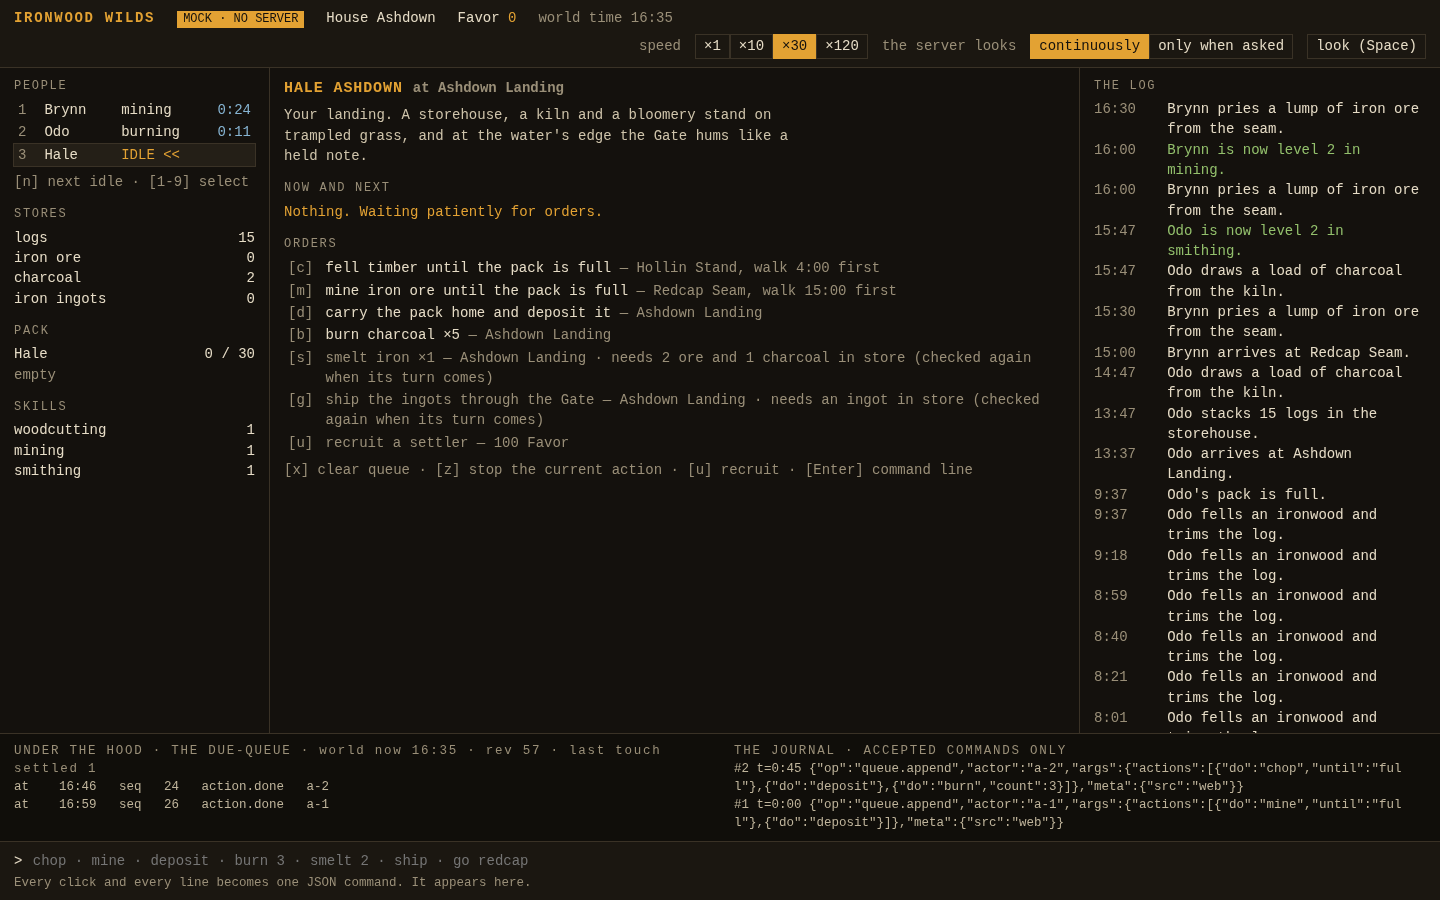 IRONWOOD WILDS MOCK · NO SERVER House Ashdown Favor 0 world time 16:35
speed ×1 ×10 ×30 ×120 the server looks continuously only when asked look (Space)
PEOPLE
1 Brynn mining 0:24
2 Odo burning 0:11
3 Hale IDLE <<
[n] next idle · [1-9] select
STORES
logs 15
iron ore 0
charcoal 2
iron ingots 0
PACK
Hale 0 / 30
empty
SKILLS
woodcutting 1
mining 1
smithing 1
HALE ASHDOWN at Ashdown Landing
Your landing. A storehouse, a kiln and a bloomery stand on
trampled grass, and at the water's edge the Gate hums like a
held note.
NOW AND NEXT
Nothing. Waiting patiently for orders.
ORDERS
[c] fell timber until the pack is full — Hollin Stand, walk 4:00 first
[m] mine iron ore until the pack is full — Redcap Seam, walk 15:00 first
[d] carry the pack home and deposit it — Ashdown Landing
[b] burn charcoal ×5 — Ashdown Landing
[s] smelt iron ×1 — Ashdown Landing · needs 2 ore and 1 charcoal in store (checked again
when its turn comes)
[g] ship the ingots through the Gate — Ashdown Landing · needs an ingot in store (checked
again when its turn comes)
[u] recruit a settler — 100 Favor
[x] clear queue · [z] stop the current action · [u] recruit · [Enter] command line
THE LOG
16:30 Brynn pries a lump of iron ore
from the seam.
16:00 Brynn is now level 2 in
mining.
16:00 Brynn pries a lump of iron ore
from the seam.
15:47 Odo is now level 2 in
smithing.
15:47 Odo draws a load of charcoal
from the kiln.
15:30 Brynn pries a lump of iron ore
from the seam.
15:00 Brynn arrives at Redcap Seam.
14:47 Odo draws a load of charcoal
from the kiln.
13:47 Odo stacks 15 logs in the
storehouse.
13:37 Odo arrives at Ashdown
Landing.
9:37 Odo's pack is full.
9:37 Odo fells an ironwood and
trims the log.
9:18 Odo fells an ironwood and
trims the log.
8:59 Odo fells an ironwood and
trims the log.
8:40 Odo fells an ironwood and
trims the log.
8:21 Odo fells an ironwood and
trims the log.
8:01 Odo fells an ironwood and
UNDER THE HOOD · THE DUE-QUEUE · world now 16:35 · rev 57 · last touch
settled 1
at 16:46 seq 24 action.done a-2
at 16:59 seq 26 action.done a-1
THE JOURNAL · ACCEPTED COMMANDS ONLY
#2 t=0:45 {"op":"queue.append","actor":"a-2","args":{"actions":[{"do":"chop","until":"ful
l"},{"do":"deposit"},{"do":"burn","count":3}]},"meta":{"src":"web"}}
#1 t=0:00 {"op":"queue.append","actor":"a-1","args":{"actions":[{"do":"mine","until":"ful
l"},{"do":"deposit"}]},"meta":{"src":"web"}}
> chop · mine · deposit · burn 3 · smelt 2 · ship · go redcap
Every click and every line becomes one JSON command. It appears here.